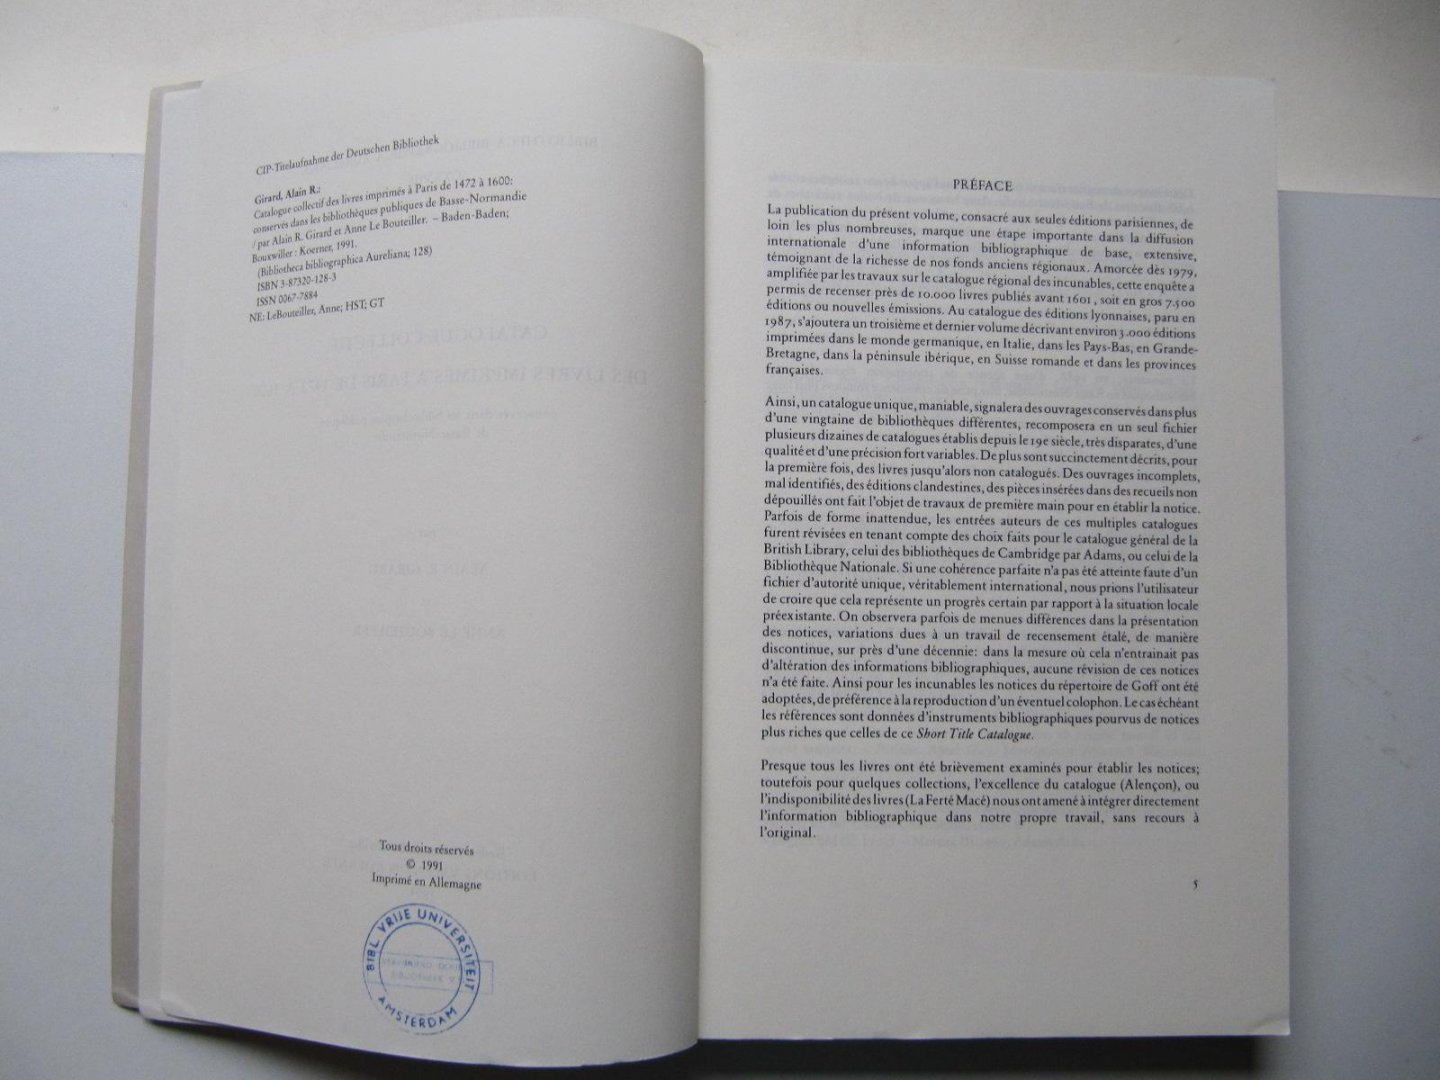 CIP-Titelaufnahme der Deutschen Bibliothek
Girard, Alain R.:
Catalogue collectif des livres imprimés à Paris de 1472 à 1600:
conservés dans les bibliothèques publiques de Basse-Normandie
/ par Alain R. Girard et Anne Le Bouteiller. – Baden-Baden;
Bouxwiller : Koerner, 1991.
(Bibliotheca bibliographica Aureliana; 128)
ISBN 3-87320-128-3
ISSN 0067-7884
NE: LeBouteiller, Anne; HST; GT
Tous droits réservés
© 1991
Imprimé en Allemagne
BIBL VRIJE UNIVERSITEIT
AMSTERDAM
PRÉFACE
La publication du présent volume, consacré aux seules éditions parisiennes, de
loin les plus nombreuses, marque une étape importante dans la diffusion
internationale d'une information bibliographique de base, extensive,
témoignant de la richesse de nos fonds anciens régionaux. Amorcée dès 1979,
amplifiée par les travaux sur le catalogue régional des incunables, cette enquête a
permis de recenser près de 10.000 livres publiés avant 1601, soit en gros 7.500
éditions ou nouvelles émissions. Au catalogue des éditions lyonnaises, paru en
1987, s'ajoutera un troisième et dernier volume décrivant environ 3.000 éditions
imprimées dans le monde germanique, en Italie, dans les Pays-Bas, en Grande-
Bretagne, dans la péninsule ibérique, en Suisse romande et dans les provinces
françaises.
Ainsi, un catalogue unique, maniable, signalera des ouvrages conservés dans plus
d'une vingtaine de bibliothèques différentes, recomposera en un seul fichier
plusieurs dizaines de catalogues établis depuis le 19e siècle, très disparates, d'une
qualité et d'une précision fort variables. De plus sont succinctement décrits, pour
la première fois, des livres jusqu'alors non catalogués. Des ouvrages incomplets,
mal identifiés, des éditions clandestines, des pièces insérées dans des recueils non
dépouillés ont fait l'objet de travaux de première main pour en établir la notice.
Parfois de forme inattendue, les entrées auteurs de ces multiples catalogues
furent révisées en tenant compte des choix faits pour le catalogue général de la
British Library, celui des bibliothèques de Cambridge par Adams, ou celui de la
Bibliothèque Nationale. Si une cohérence parfaite n'a pas été atteinte faute d'un
fichier d'autorité unique, véritablement international, nous prions l'utilisateur
de croire que cela représente un progrès certain par rapport à la situation locale
préexistante. On observera parfois de menues différences dans la présentation
des notices, variations dues à un travail de recensement étalé, de manière
discontinue, sur près d'une décennie: dans la mesure où cela n'entrainait pas
d'altération des informations bibliographiques, aucune révision de ces notices
n'a été faite. Ainsi pour les incunables les notices du répertoire de Goff ont été
adoptées, de préférence à la reproduction d'un éventuel colophon. Le cas échéant
les références sont données d'instruments bibliographiques pourvus de notices
plus riches que celles de ce Short Title Catalogue.
Presque tous les livres ont été brièvement examinés pour établir les notices;
toutefois pour quelques collections, l'excellence du catalogue (Alençon), ou
l'indisponibilité des livres (La Ferté Macé) nous ont amené à intégrer directement
l'information bibliographique dans notre propre travail, sans recours à
l'original.
5